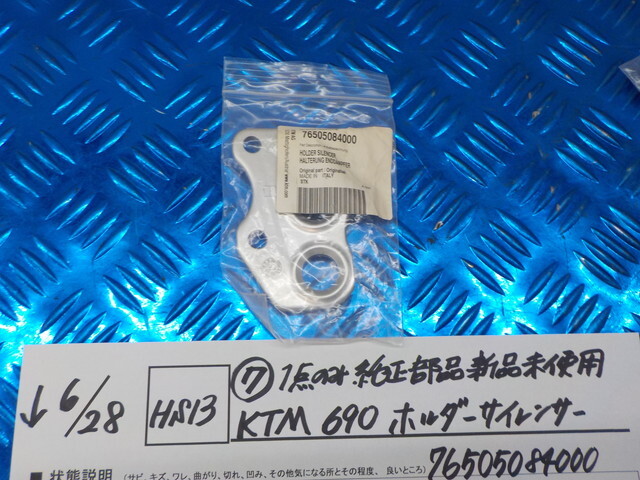 76505084000
HOLDER SILENCER
HALTERUNG ENDDÄMPFER
Original part / Originalteil
MADE IN ITALY
↓6/28
HS13
⑦ 1点のみ 純正部品 新品未使用
KTM 690 ホルダーサイレンサー
76505084000
■ 状態説明 (サビ、キズ、ワレ、曲がり、切れ、凹み、その他気になる所とその程度、良いところ)